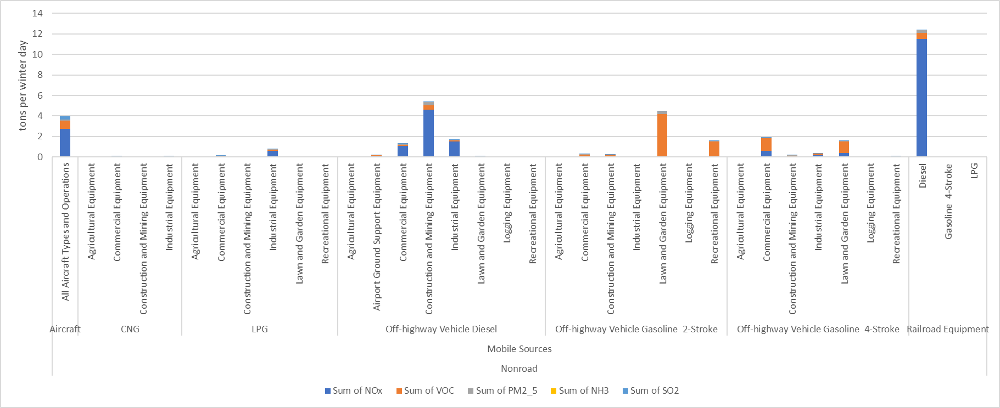 14
12
10
8
6
4
2
0
tons per winter day
All Aircraft Types and Operations
Agricultural Equipment
Commercial Equipment
Construction and Mining Equipment
Industrial Equipment
Agricultural Equipment
Commercial Equipment
Construction and Mining Equipment
Industrial Equipment
Lawn and Garden Equipment
Recreational Equipment
Agricultural Equipment
Airport Ground Support Equipment
Commercial Equipment
Construction and Mining Equipment
Industrial Equipment
Lawn and Garden Equipment
Logging Equipment
Recreational Equipment
Agricultural Equipment
Commercial Equipment
Construction and Mining Equipment
Industrial Equipment
Lawn and Garden Equipment
Logging Equipment
Recreational Equipment
Agricultural Equipment
Commercial Equipment
Construction and Mining Equipment
Industrial Equipment
Lawn and Garden Equipment
Logging Equipment
Recreational Equipment
Diesel
Gasoline 4-Stroke
LPG
Aircraft
CNG
LPG
Off-highway Vehicle Diesel
Off-highway Vehicle Gasoline 2-Stroke
Off-highway Vehicle Gasoline 4-Stroke
Railroad Equipment
Mobile Sources
Nonroad
Sum of NOx
Sum of VOC
Sum of PM2_5
Sum of NH3
Sum of SO2